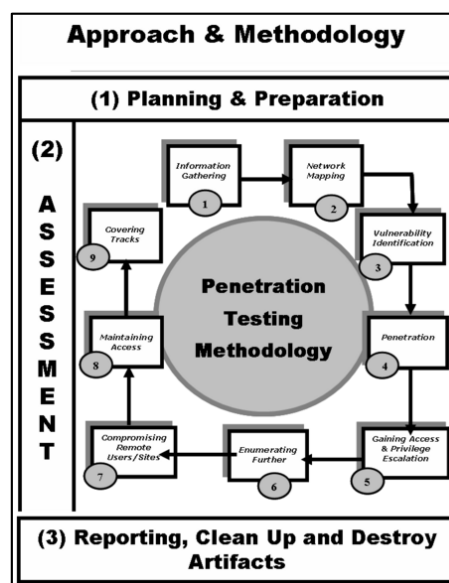 Approach & Methodology
(1) Planning & Preparation
(2)
A
S
S
E
S
S
M
E
N
T
Information
Gathering
1
Network
Mapping
2
Vulnerability
Identification
3
Penetration
4
Gaining Access
& Privilege
Escalation
5
Enumerating
Further
6
Compromising
Remote
Users/Sites
7
Maintaining
Access
8
Covering
Tracks
9
Penetration
Testing
Methodology
(3) Reporting, Clean Up and Destroy
Artifacts